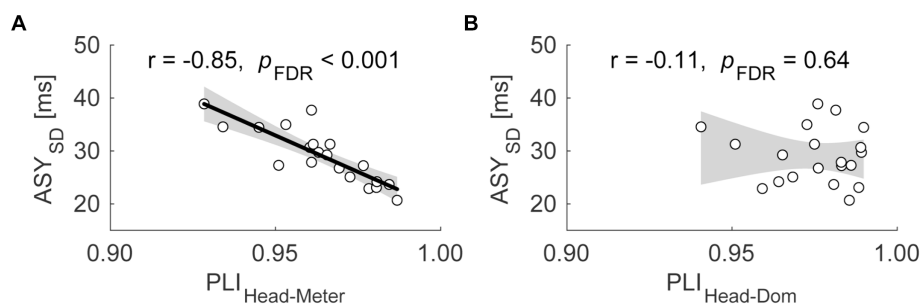 A
r = -0.85, pFDR < 0.001
ASYSD [ms]
50
40
30
20
0.90
0.95
1.00
PLIHead-Meter
B
r = -0.11, pFDR = 0.64
ASYSD [ms]
50
40
30
20
0.90
0.95
1.00
PLIHead-Dom